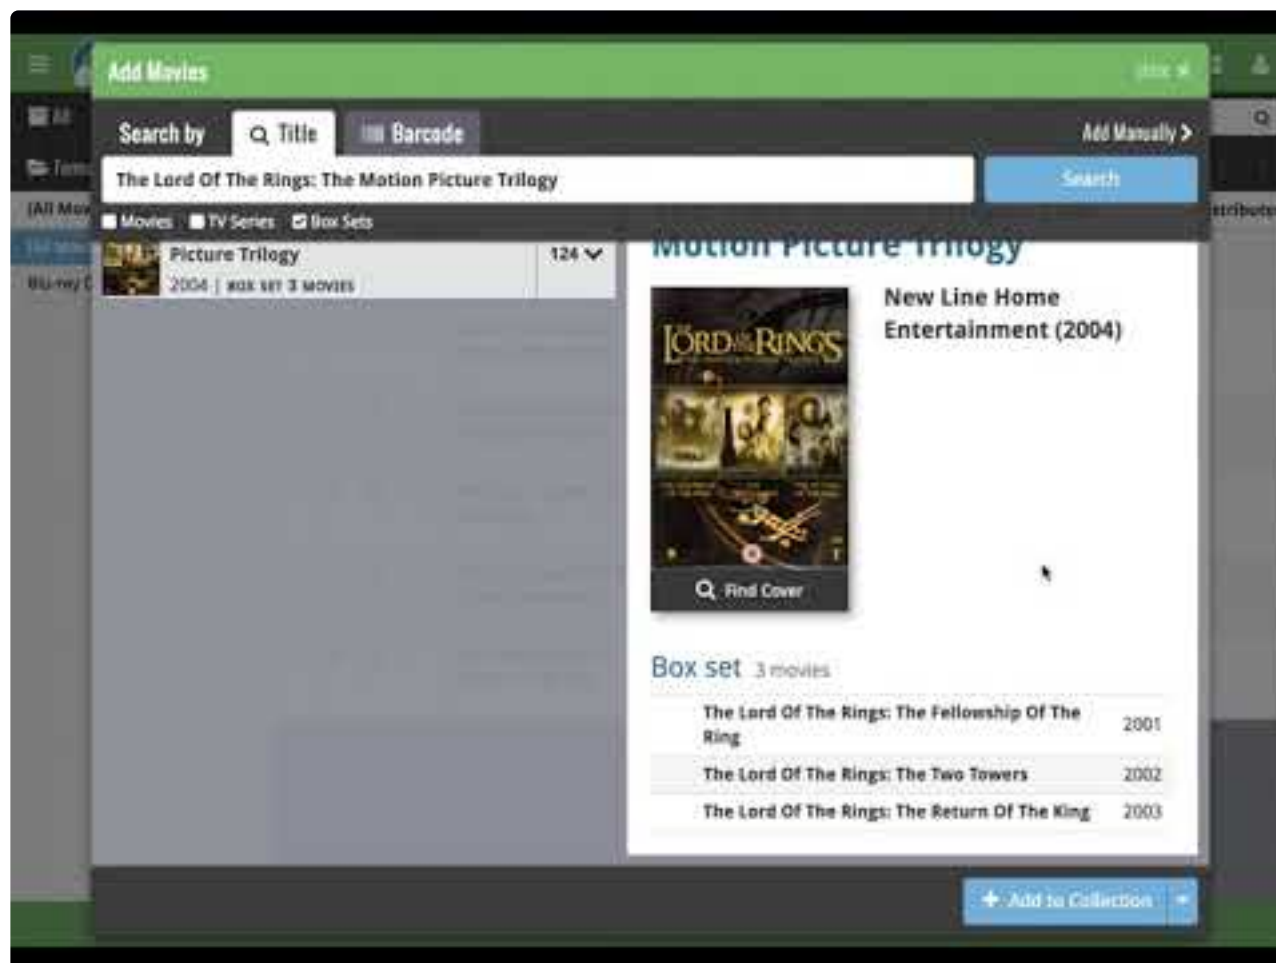 Add Movies
close ×
All
Search by Title Barcode
Add Manually
The Lord Of The Rings: The Motion Picture Trilogy
Search
Movies TV Series Box Sets
Picture Trilogy
124
2004 | BOX SET 3 MOVIES
Motion Picture Trilogy
New Line Home
Entertainment (2004)
LORD OF THE RINGS
Find Cover
Box set 3 movies
The Lord Of The Rings: The Fellowship Of The
Ring
2001
The Lord Of The Rings: The Two Towers
2002
The Lord Of The Rings: The Return Of The King
2003
+ Add to Collection